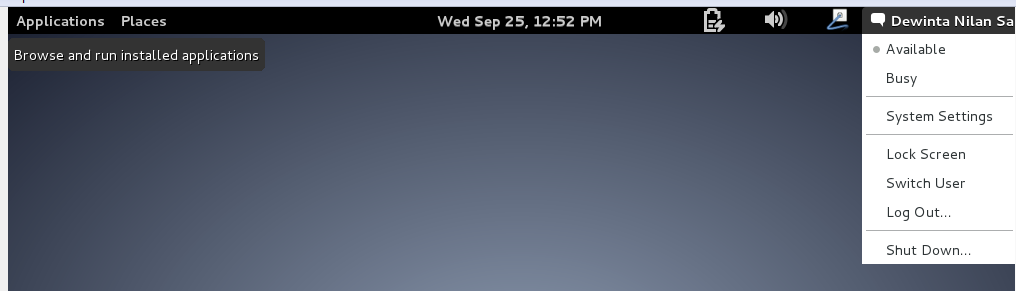 Applications Places Wed Sep 25, 12:52 PM Dewinta Nilan Sa
Browse and run installed applications
Available
Busy
System Settings
Lock Screen
Switch User
Log Out...
Shut Down...